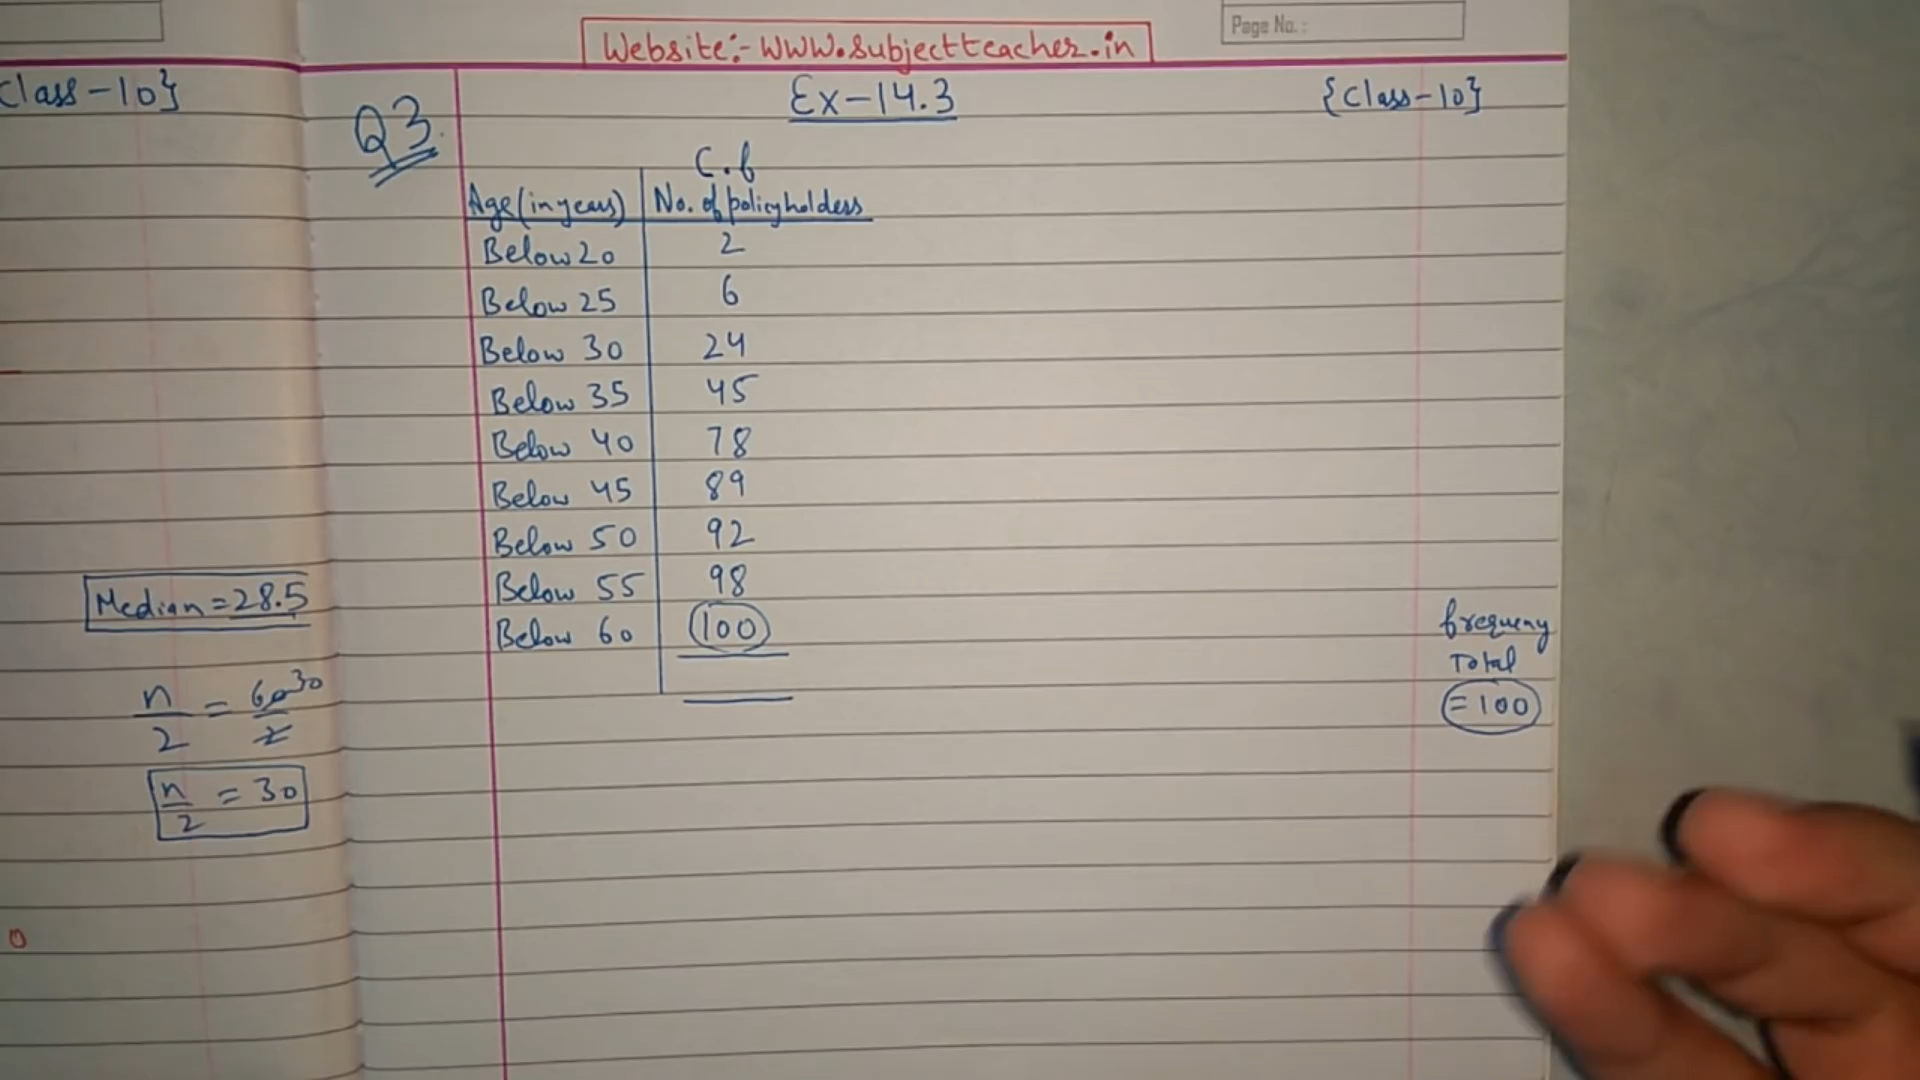 Page No.:
Website:- www.subjectteacher.in
Class-10}
Ex-14.3
{Class-10}
Q3.
C.f
Age (in years) No. of policyholders
Below 20 2
Below 25 6
Below 30 24
Below 35 45
Below 40 78
Below 45 89
Below 50 92
Below 55 98
Below 60 100
Median = 28.5
n/2 = 60/2 30
n/2 = 30
0
frequeny
Total
= 100